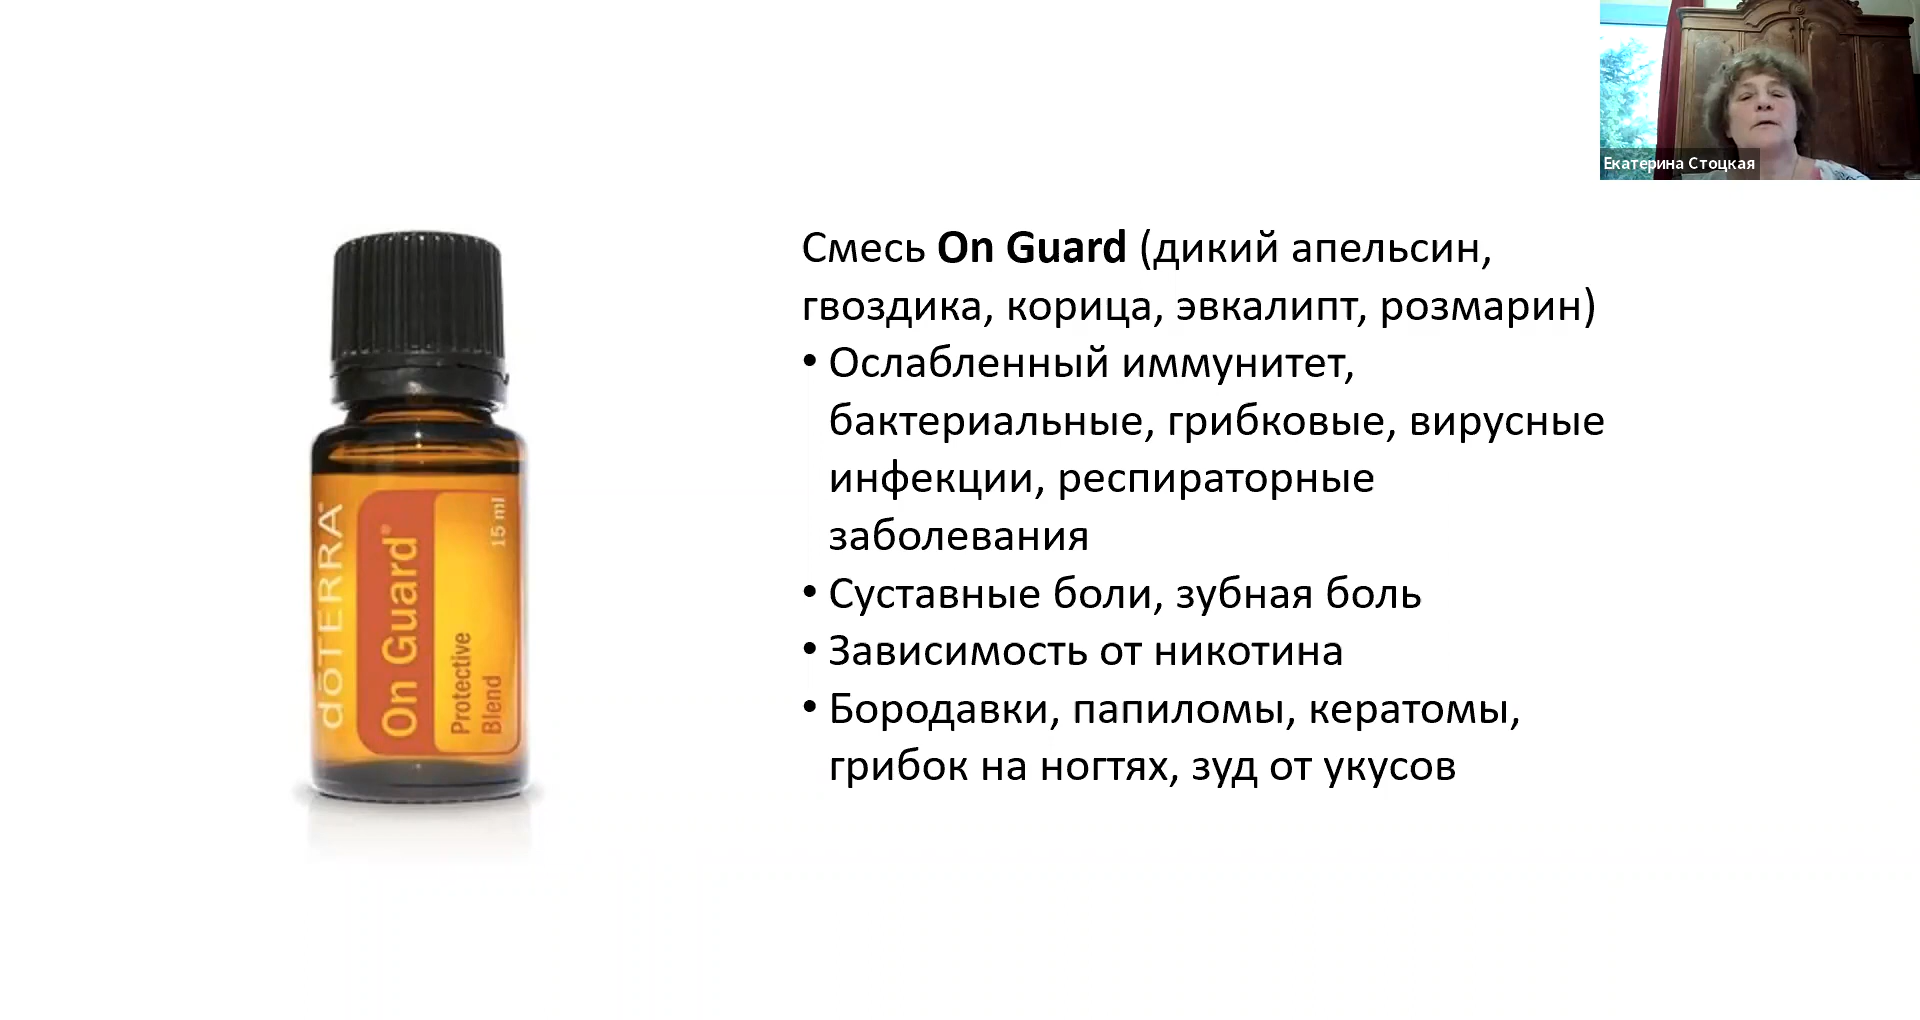 Екатерина Стоцкая
Смесь On Guard (дикий апельсин,
гвоздика, корица, эвкалипт, розмарин)
• Ослабленный иммунитет,
бактериальные, грибковые, вирусные
инфекции, респираторные
заболевания
• Суставные боли, зубная боль
• Зависимость от никотина
• Бородавки, папиломы, кератомы,
грибок на ногтях, зуд от укусов
dōTERRA®
On Guard®
Protective
Blend
15 ml